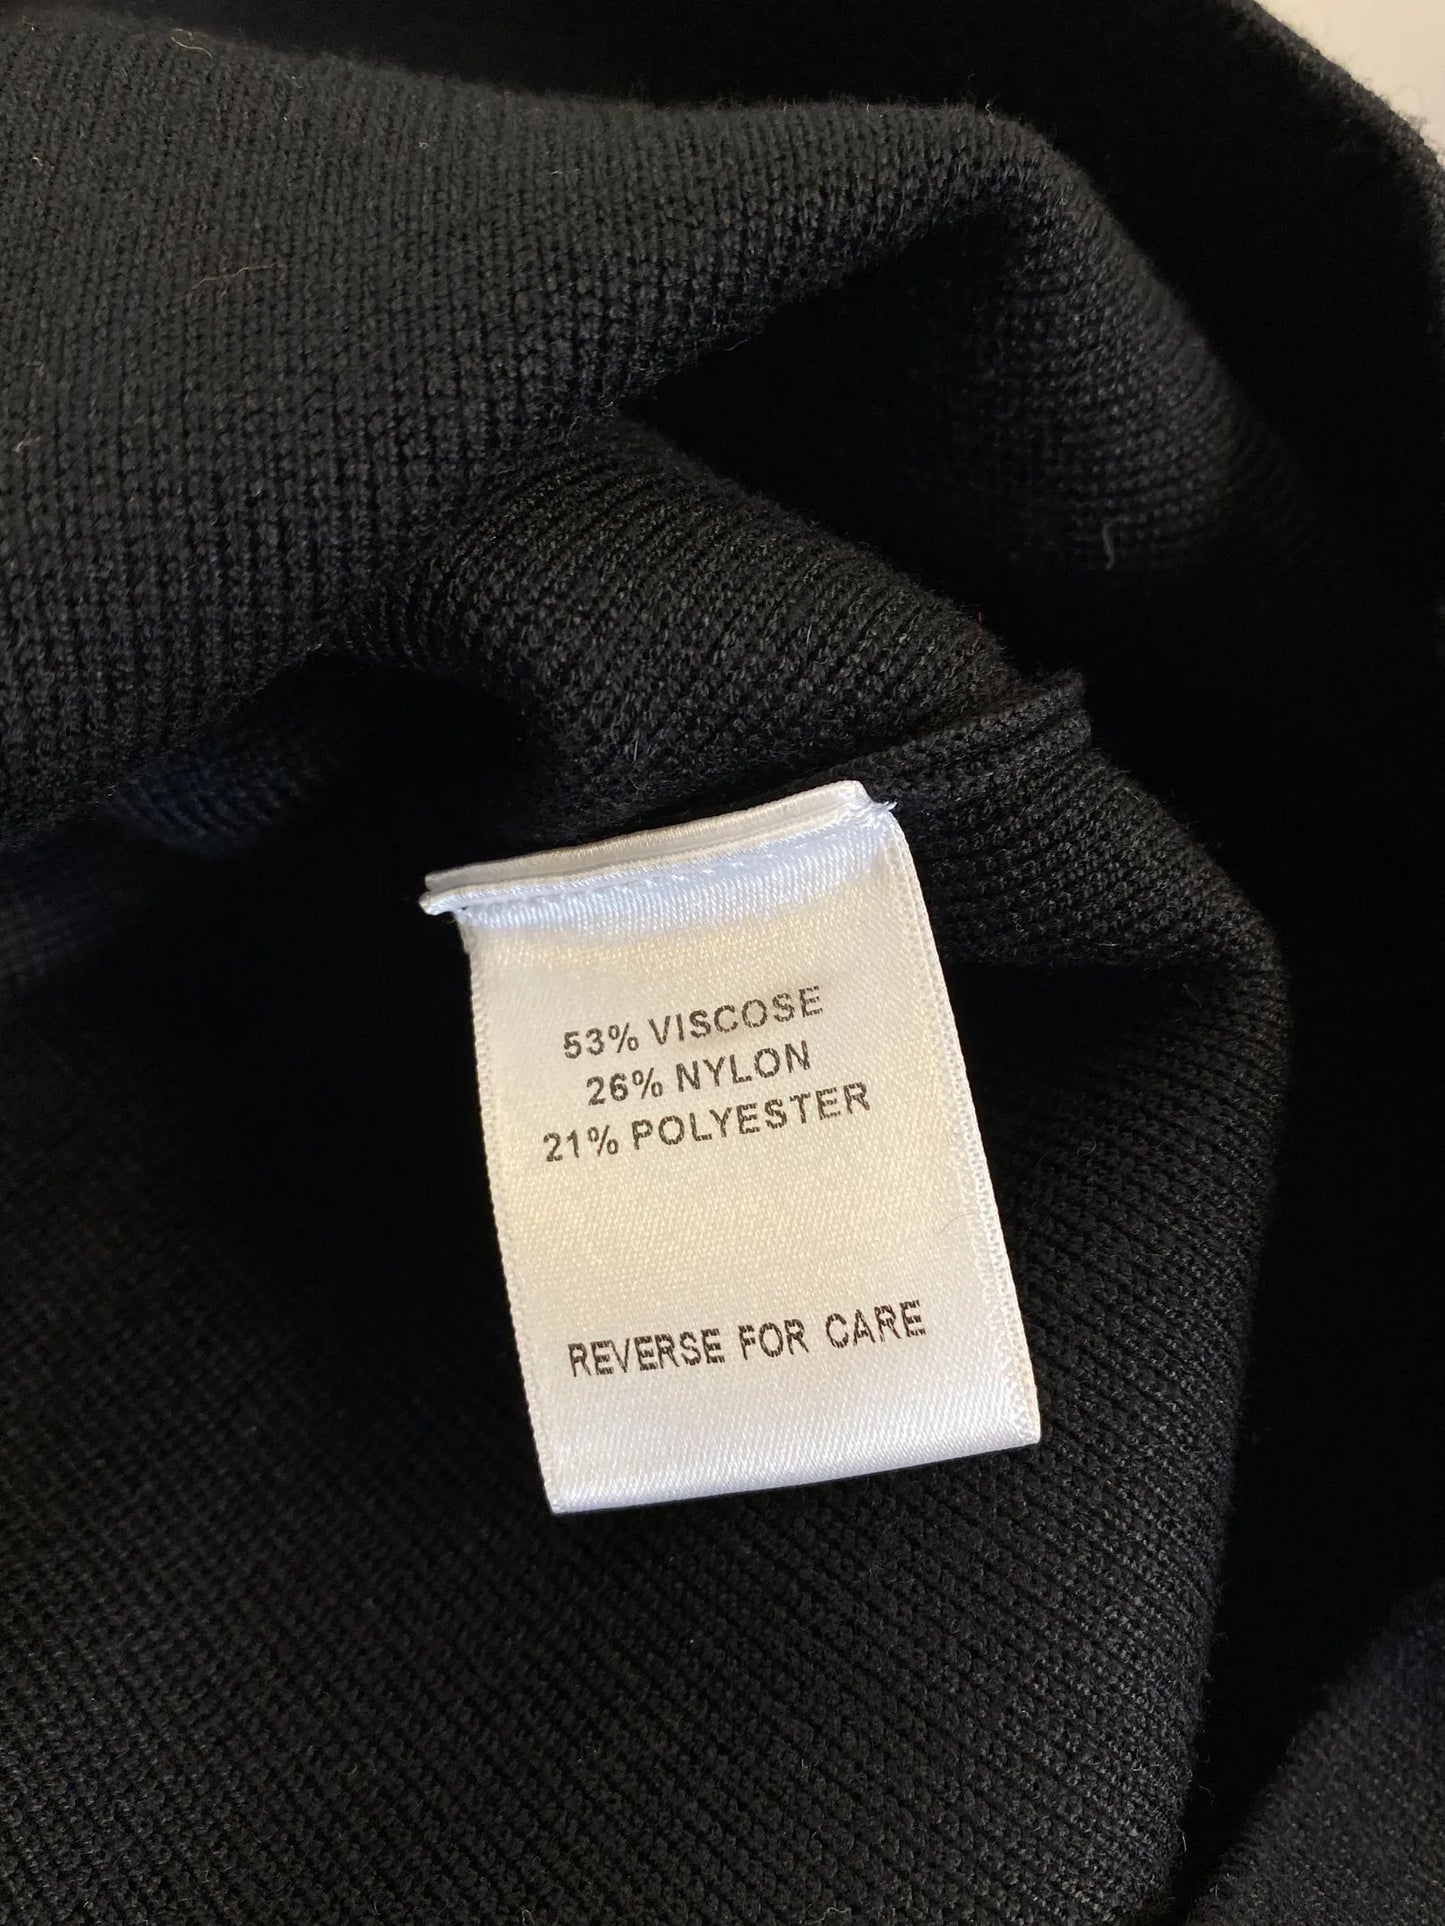 53% VISCOSE
26% NYLON
21% POLYESTER
REVERSE FOR CARE